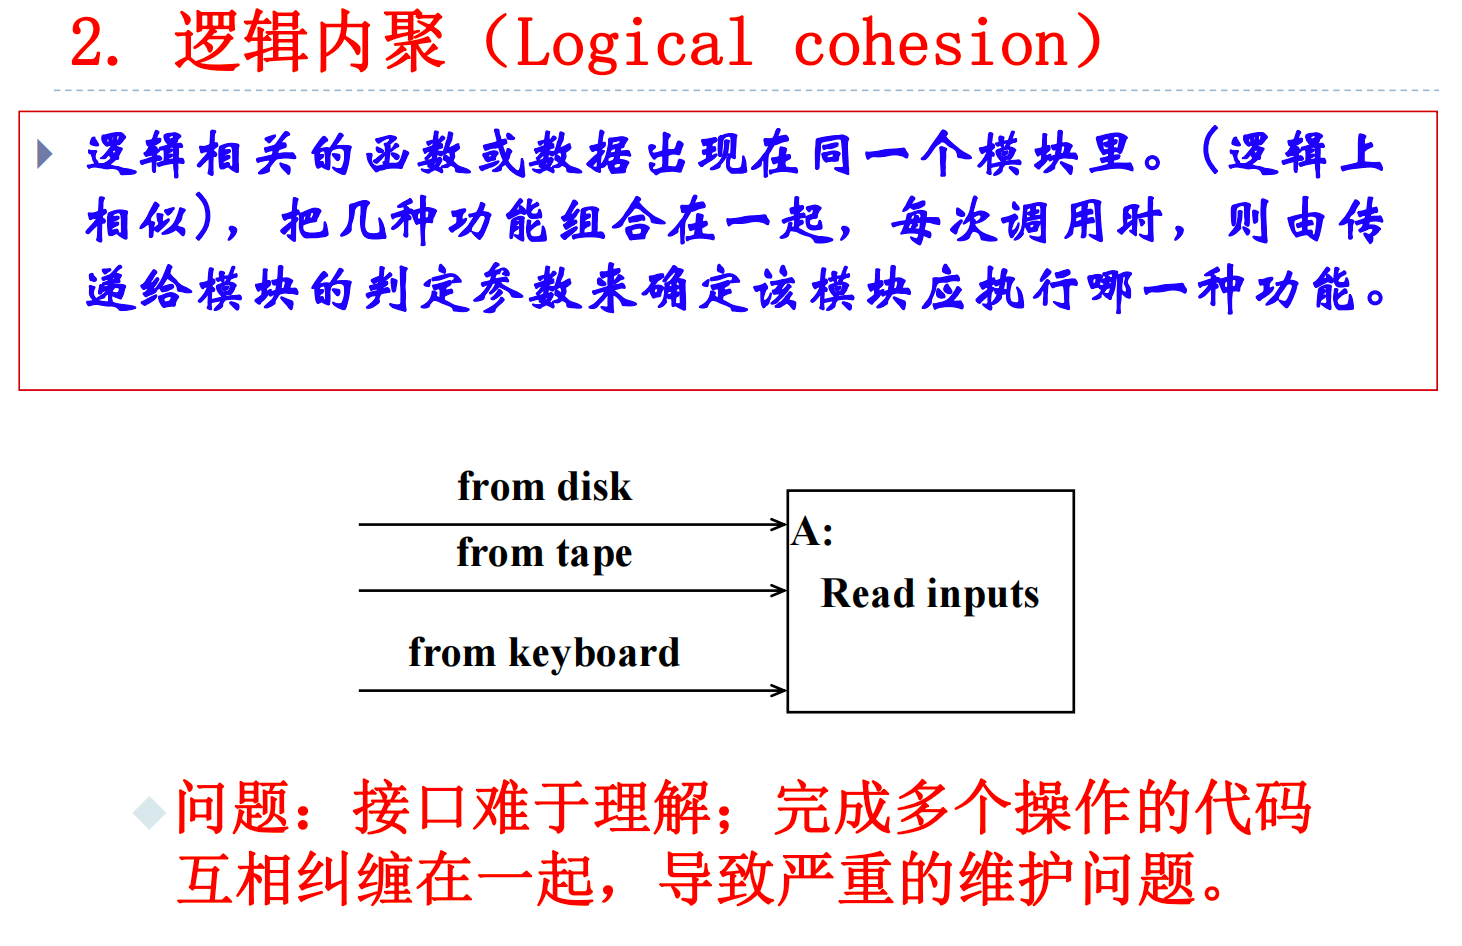 2. 逻辑内聚（Logical cohesion）
逻辑相关的函数或数据出现在同一个模块里。(逻辑上
相似)，把几种功能组合在一起，每次调用时，则由传
递给模块的判定参数来确定该模块应执行哪一种功能。
from disk
A:
from tape
Read inputs
from keyboard
问题：接口难于理解；完成多个操作的代码
互相纠缠在一起，导致严重的维护问题。